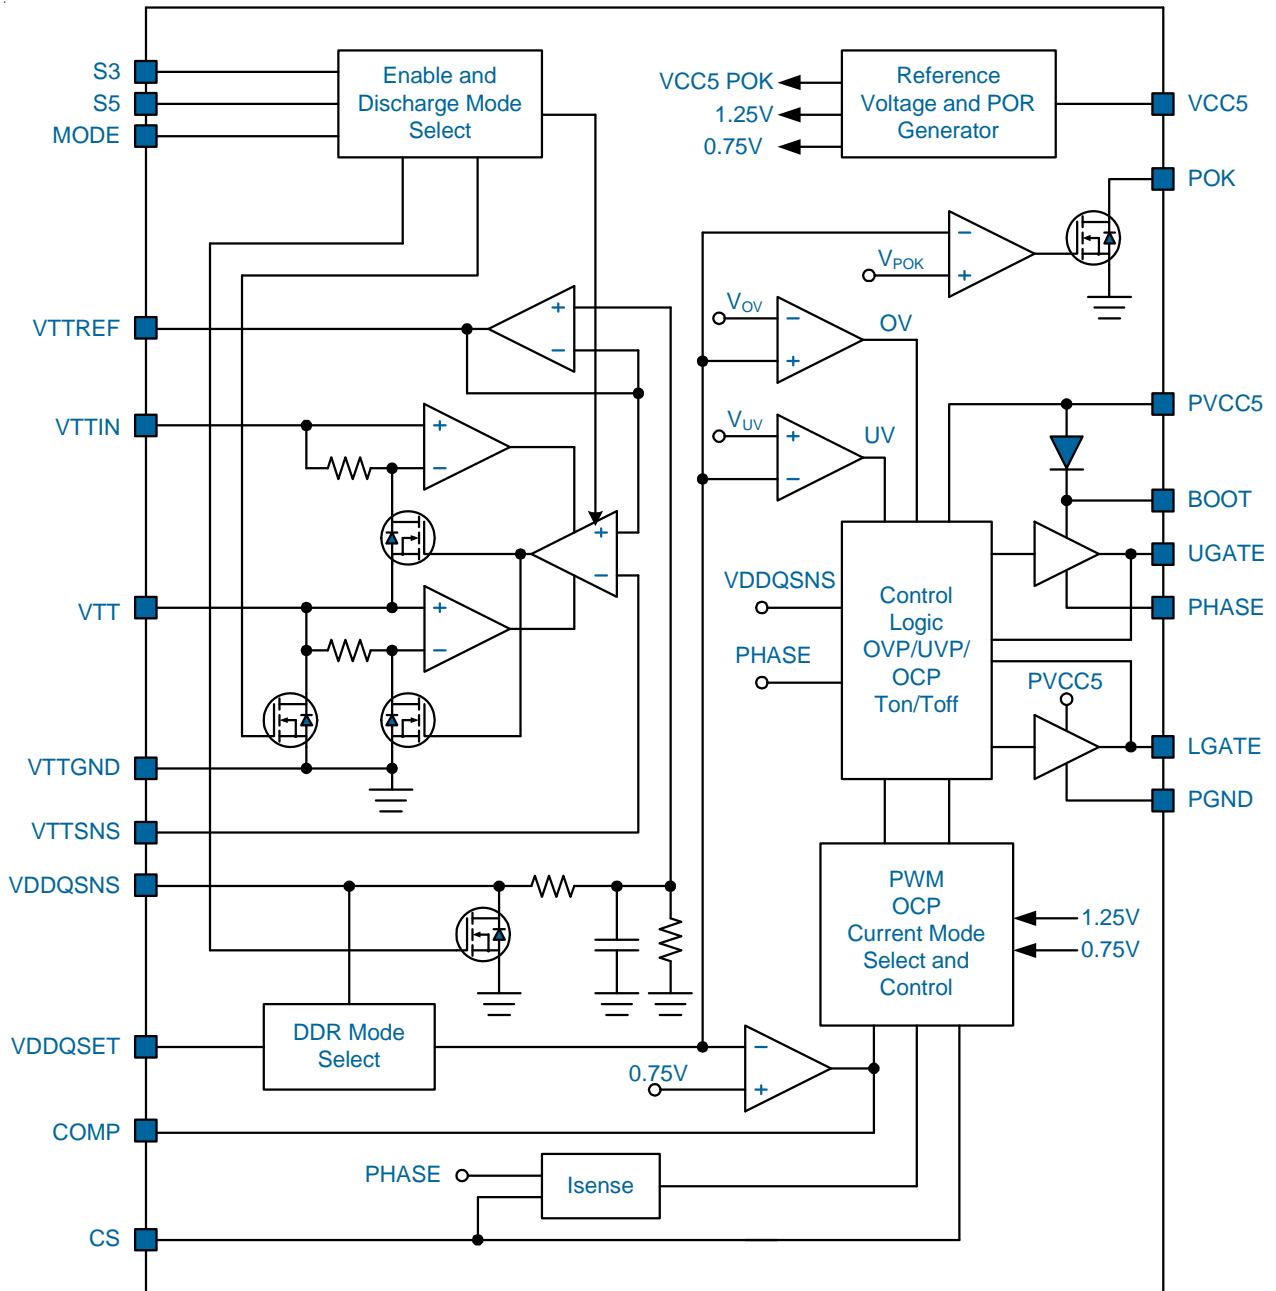 S3
S5
MODE
Enable and
Discharge Mode
Select
VCC5 POK
1.25V
0.75V
Reference
Voltage and POR
Generator
VCC5
POK
VPOK
+
−
VTTREF
+
−
VOV
−
+
OV
VTTIN
+
−
VUV
+
−
UV
PVCC5
BOOT
UGATE
PHASE
+
−
VTT
+
−
VDDQSNS
PHASE
Control
Logic
OVP/UVP/
OCP
Ton/Toff
PVCC5
LGATE
PGND
VTTGND
VTTSNS
VDDQSNS
PWM
OCP
Current Mode
Select and
Control
1.25V
0.75V
VDDQSET
DDR Mode
Select
0.75V
−
+
COMP
PHASE
Isense
CS